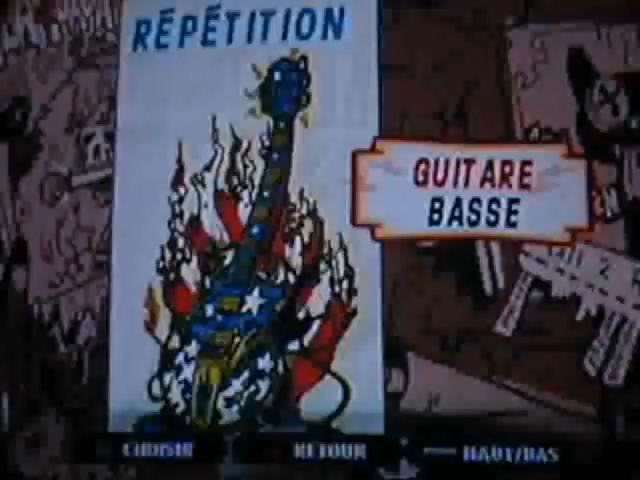 RÉPÉTITION
GUITARE
BASSE
CHOISIR
RETOUR
HAUT/BAS